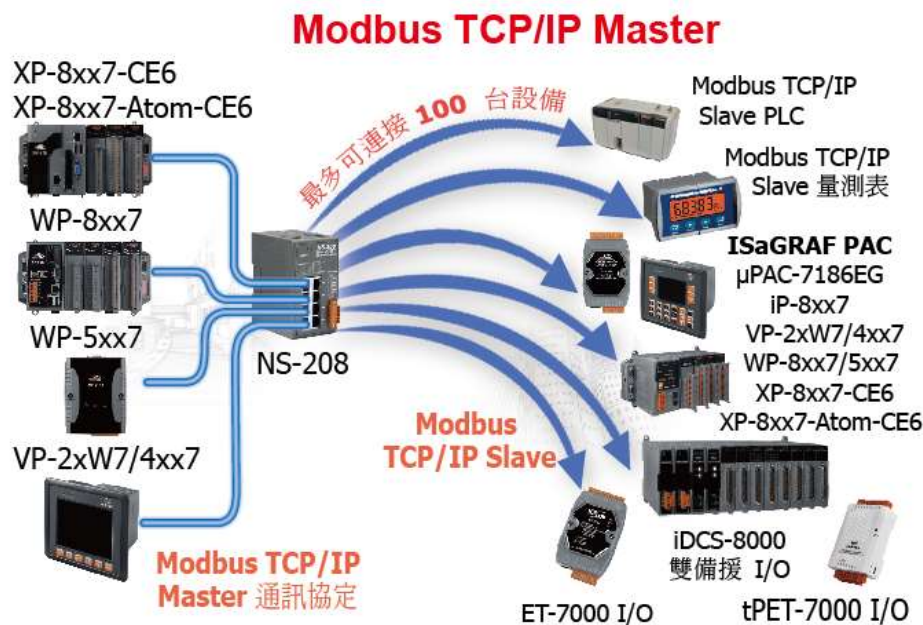 Modbus TCP/IP Master
XP-8xx7-CE6
XP-8xx7-Atom-CE6
WP-8xx7
WP-5xx7
VP-2xW7/4xx7
Modbus TCP/IP
Master 通訊協定
NS-208
最多可連接 100 台設備
Modbus
TCP/IP Slave
Modbus TCP/IP
Slave PLC
Modbus TCP/IP
Slave 量測表
68383
ISaGRAF PAC
μPAC-7186EG
iP-8xx7
VP-2xW7/4xx7
WP-8xx7/5xx7
XP-8xx7-CE6
XP-8xx7-Atom-CE6
iDCS-8000
雙備援 I/O
ET-7000 I/O
tPET-7000 I/O